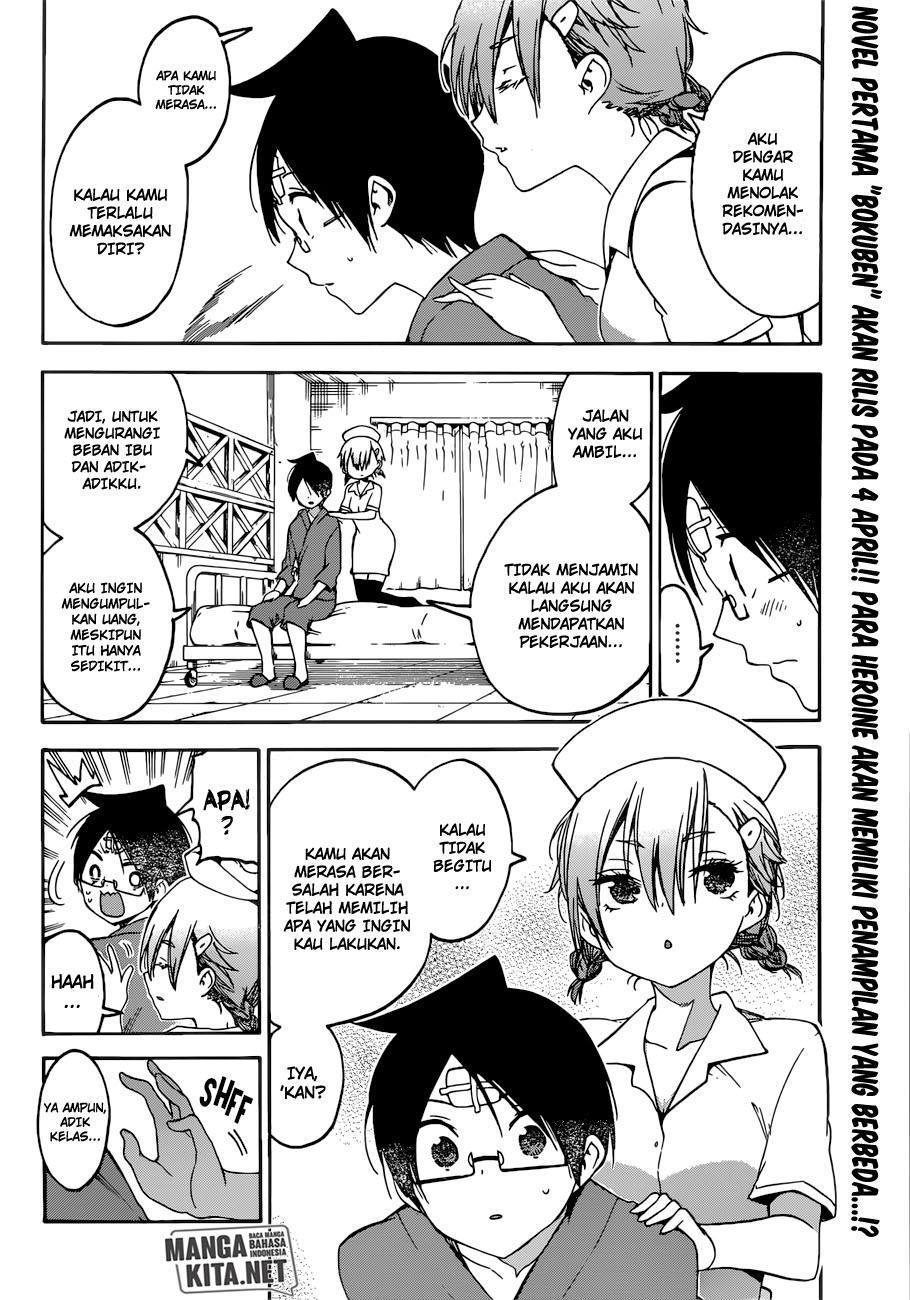 NOVEL PERTAMA "BOKUBEN" AKAN RILIS PADA 4 APRIL!! PARA HEROINE AKAN MEMILIKI PENAMPILAN YANG BERBEDA...!?
AKU
DENGAR
KAMU
MENOLAK
REKOMEN-
DASINYA...
APA KAMU
TIDAK
MERASA...
KALAU KAMU
TERLALU
MEMAKSAKAN
DIRI?
........
JALAN
YANG AKU
AMBIL...
TIDAK MENJAMIN
KALAU AKU AKAN
LANGSUNG
MENDAPATKAN
PEKERJAAN...
JADI, UNTUK
MENGURANGI
BEBAN IBU
DAN ADIK-
ADIKKU.
AKU INGIN
MENGUMPUL-
KAN UANG,
MESKIPUN
ITU HANYA
SEDIKIT...
KALAU
TIDAK
BEGITU
...
KAMU AKAN
MERASA BER-
SALAH KARENA
TELAH MEMILIH
APA YANG INGIN
KAU LAKUKAN.
IYA,
'KAN?
APA!
?
HAAH
...
SHFF
YA AMPUN,
ADIK
KELAS...
MANGA
KITA.NET
BACA MANGA
BAHASA
INDONESIA